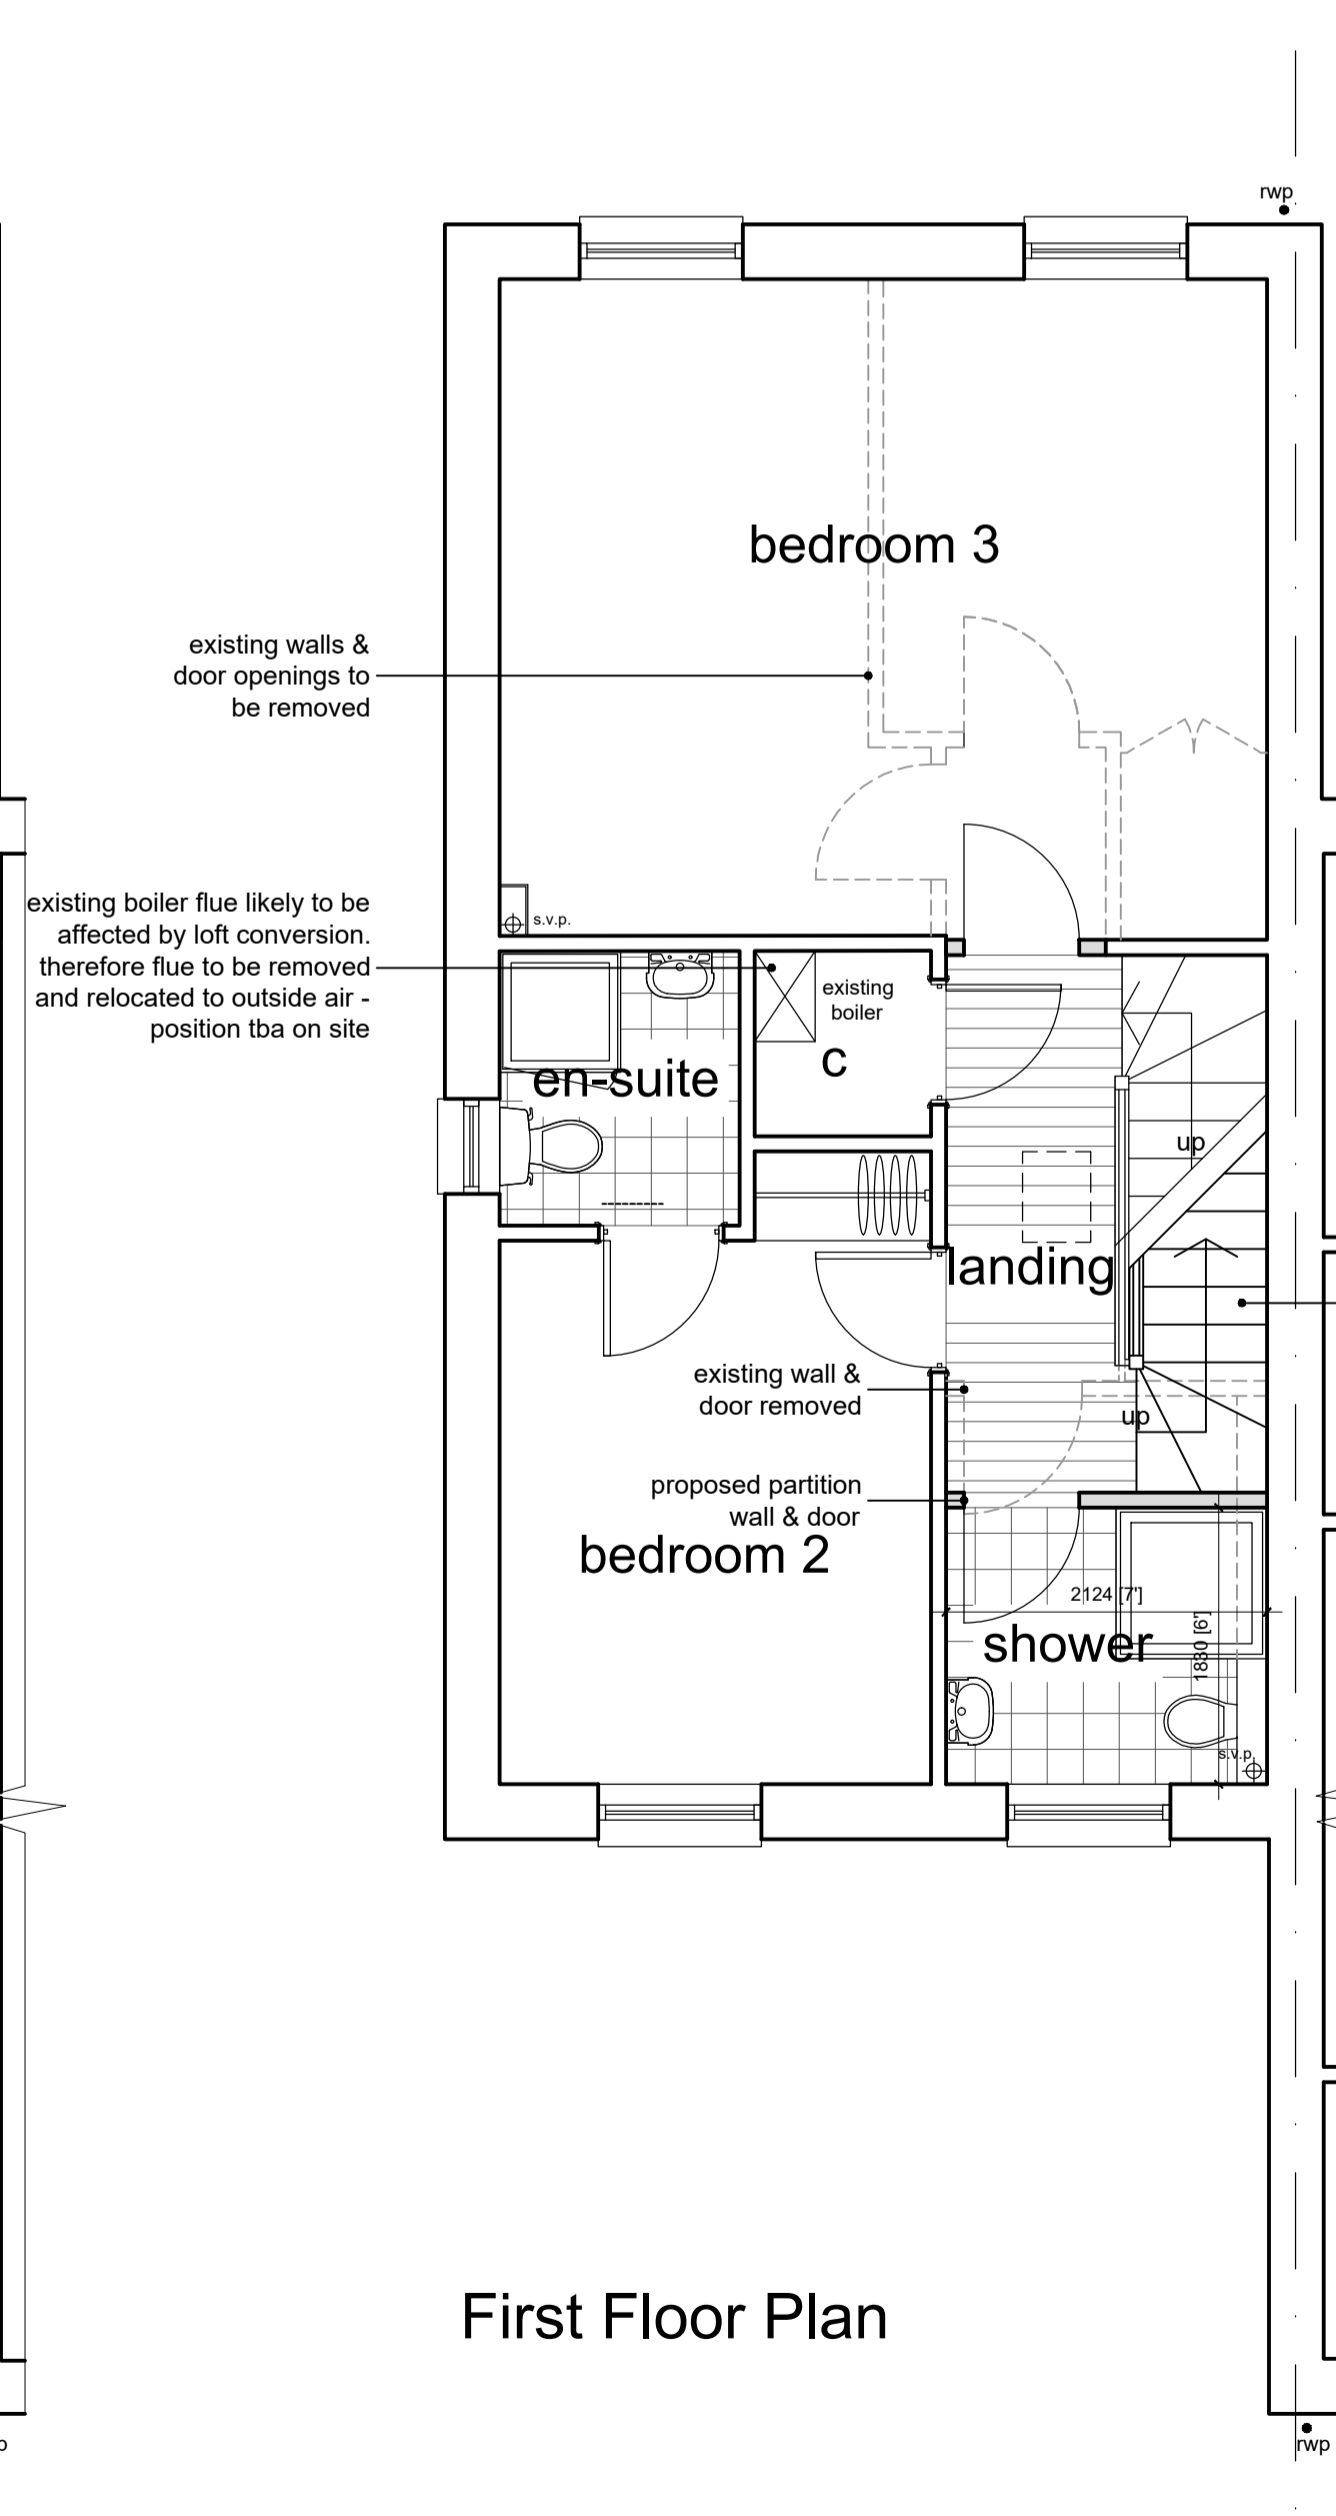 rwp
bedroom 3
existing walls &
door openings to
be removed
existing boiler flue likely to be
affected by loft conversion.
therefore flue to be removed
and relocated to outside air -
position tba on site
s.v.p.
existing
boiler
c
en-suite
up
landing
existing wall &
door removed
up
proposed partition
wall & door
bedroom 2
2124 [7']
1830 [6']
shower
s.v.p.
First Floor Plan
rwp